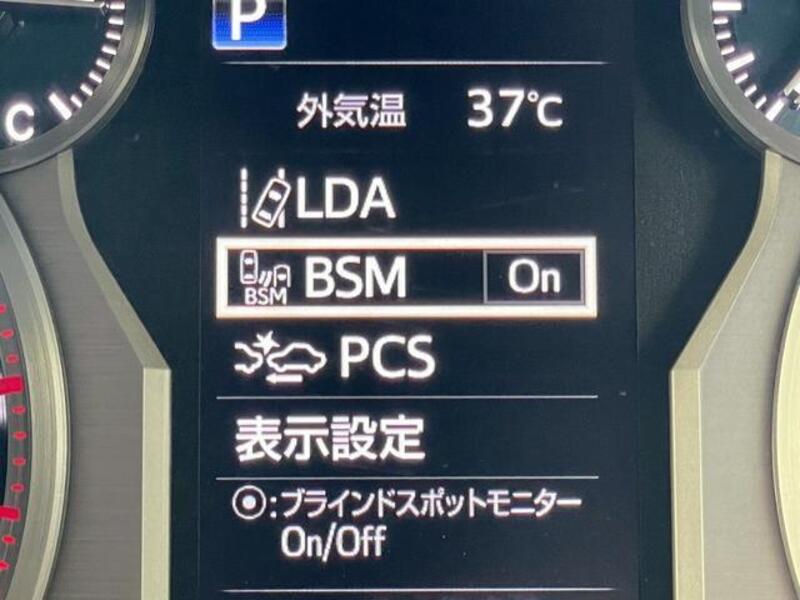 P
外気温 37℃
C
LDA
BSM BSM On
PCS
表示設定
:ブラインドスポットモニター
On/Off